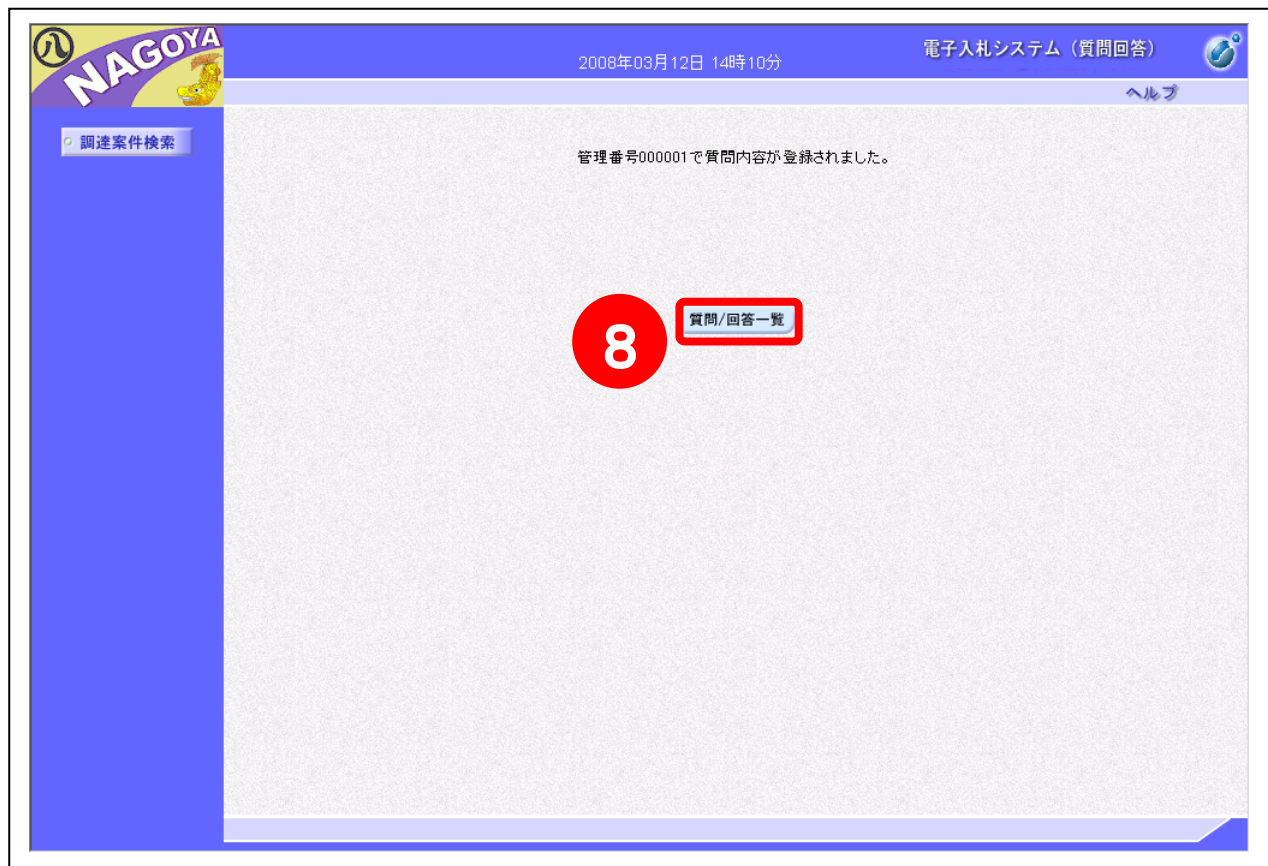 八
NAGOYA
2008年03月12日 14時10分
電子入札システム（質問回答）
ヘルプ
調達案件検索
管理番号000001で質問内容が登録されました。
8
質問/回答一覧